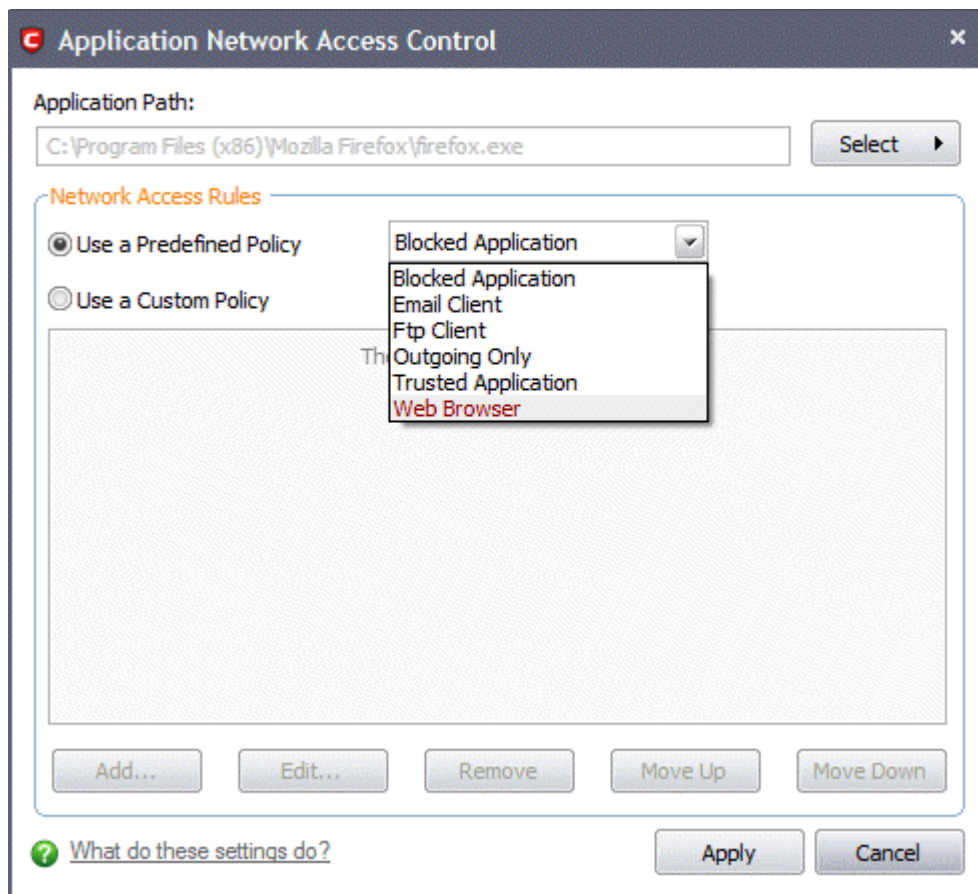 Application Network Access Control
Application Path:
C:\Program Files (x86)\Mozilla Firefox\firefox.exe
Select
Network Access Rules
Use a Predefined Policy
Blocked Application
Blocked Application
Email Client
Ftp Client
Outgoing Only
Trusted Application
Web Browser
Use a Custom Policy
Add...
Edit...
Remove
Move Up
Move Down
What do these settings do?
Apply
Cancel